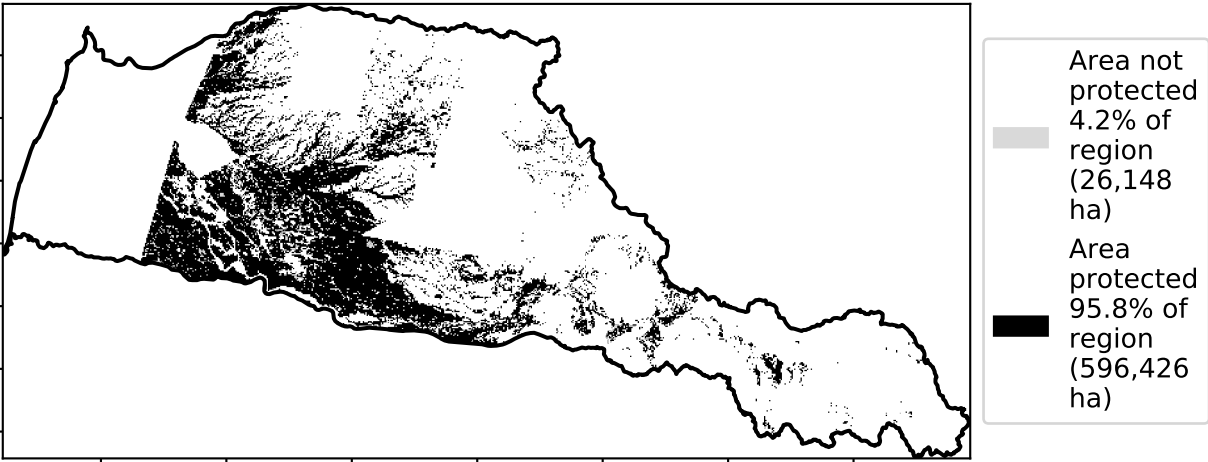 Area not
protected
4.2% of
region
(26,148
ha)
Area
protected
95.8% of
region
(596,426
ha)